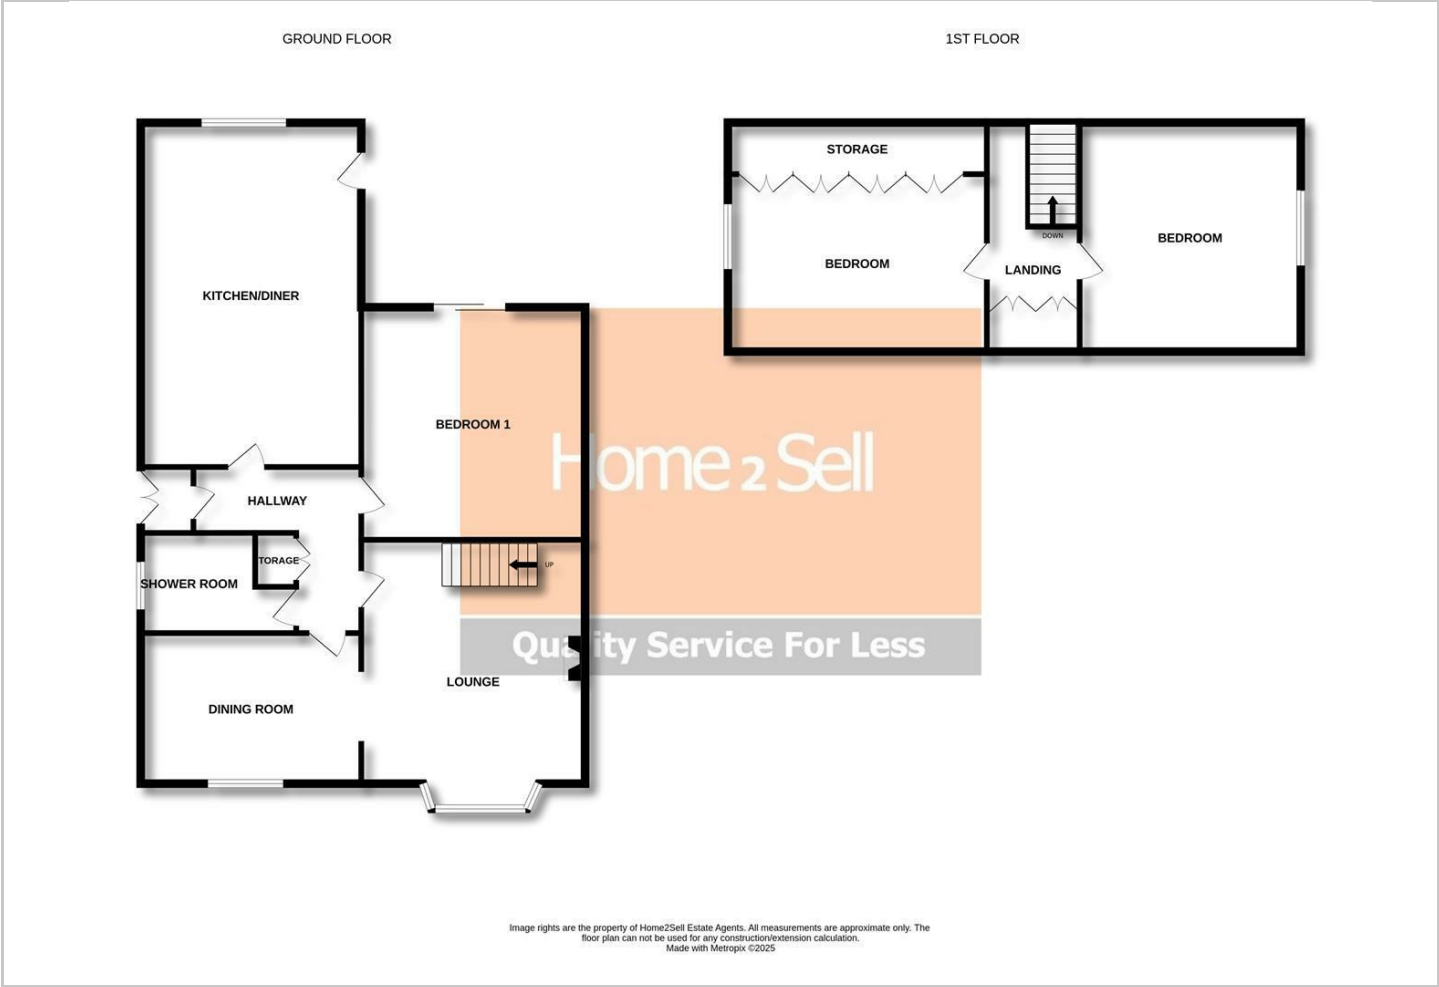 GROUND FLOOR
1ST FLOOR
STORAGE
BEDROOM
DOWN
LANDING
BEDROOM
KITCHEN/DINER
BEDROOM 1
HALLWAY
TORAGE
SHOWER ROOM
UP
LOUNGE
DINING ROOM
Home 2 Sell
Quality Service For Less
Image rights are the property of Home2Sell Estate Agents. All measurements are approximate only. The
floor plan can not be used for any construction/extension calculation.
Made with Metropix ©2025